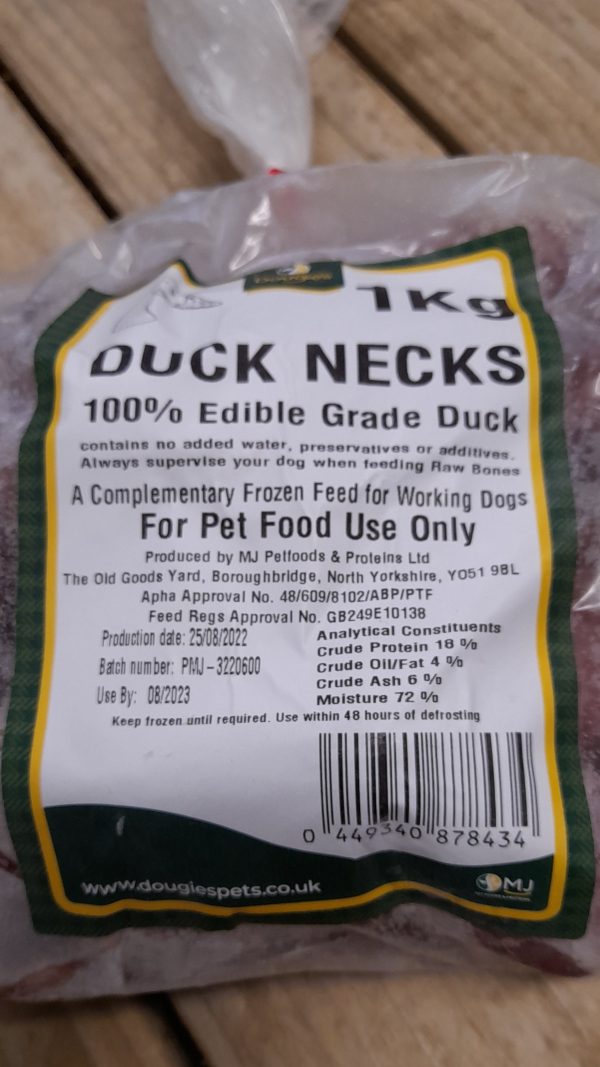 Dougie's
1Kg
DUCK NECKS
100% Edible Grade Duck
contains no added water, preservatives or additives.
Always supervise your dog when feeding Raw Bones
A Complementary Frozen Feed for Working Dogs
For Pet Food Use Only
Produced by MJ Petfoods & Proteins Ltd
The Old Goods Yard, Boroughbridge, North Yorkshire, YO51 9BL
Apha Approval No. 48/609/8102/ABP/PTF
Feed Regs Approval No. GB249E10138
Production date: 25/08/2022
Batch number: PMJ-3220600
Use By: 08/2023
Analytical Constituents
Crude Protein 18 %
Crude Oil/Fat 4 %
Crude Ash 6 %
Moisture 72 %
Keep frozen until required. Use within 48 hours of defrosting
0 449340 878434
www.dougiespets.co.uk
MJ